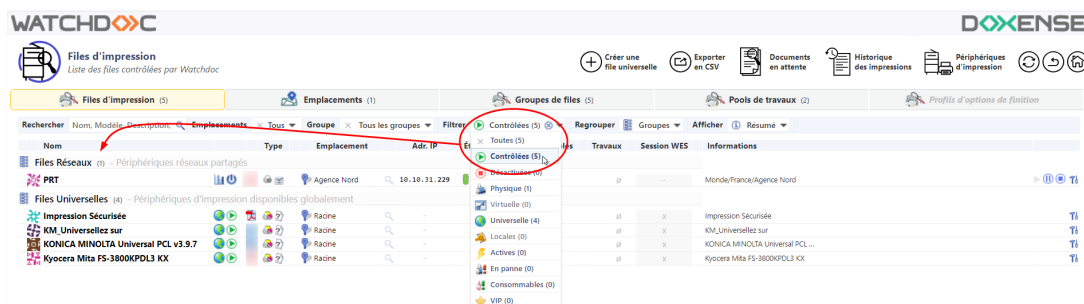 WATCHDOC
DOXENSE
Files d'impression
Liste des files contrôlées par Watchdoc
Créer une file universelle
Exporter en CSV
Documents en attente
Historique des impressions
Périphériques d'impression
Files d'impression (5)
Emplacements (1)
Groupes de files (5)
Pools de travaux (2)
Profils d'options de finition
Rechercher Nom, Modèle, Description, Emplacements × Tous Groupe × Tous les groupes Filtrer Contrôlées (5) Regrouper Groupes Afficher Résumé
Nom Type Emplacement Adr. IP Travaux Session WES Informations
× Toutes (5)
Contrôlées (5)
Désactivées (0)
Physique (1)
Virtuelle (0)
Universelle (4)
Locales (0)
Actives (0)
En panne (0)
Consommables (0)
VIP (0)
Files Réseaux (1) - Périphériques réseaux partagés
PRT Agence Nord 10.10.31.229 ø - Monde/France/Agence Nord
Files Universelles (4) - Périphériques d'impression disponibles globalement
Impression Sécurisée Racine - ø x Impression Sécurisée
KM_Universellez sur Racine - ø x KM_Universellez sur
KONICA MINOLTA Universal PCL v3.9.7 Racine - ø x KONICA MINOLTA Universal PCL ...
Kyocera Mita FS-3800KPDL3 KX Racine - ø x Kyocera Mita FS-3800KPDL3 KX